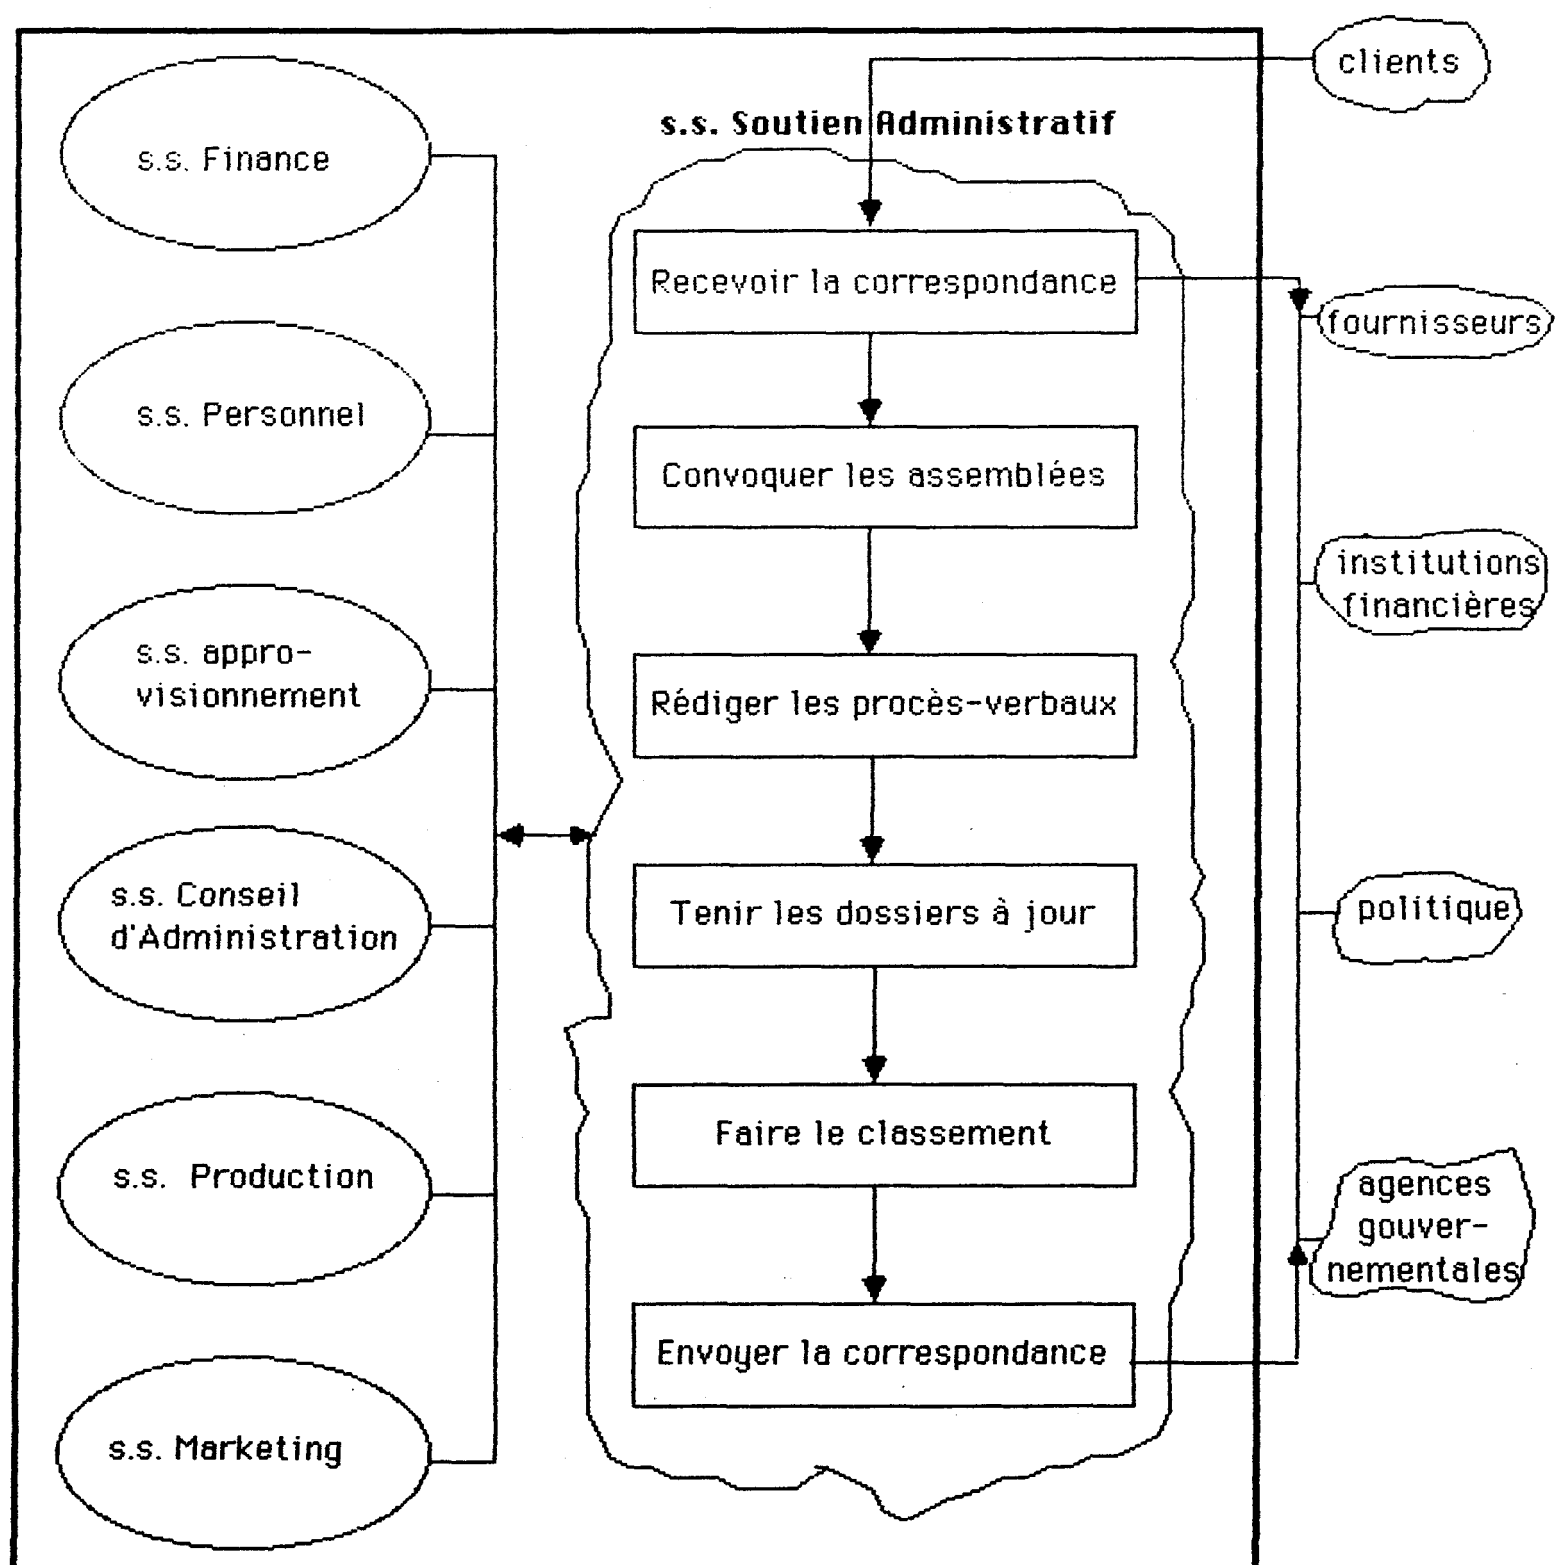 clients
s.s. Soutien Administratif
s.s. Finance
Recevoir la correspondance
fournisseurs
s.s. Personnel
Convoquer les assemblées
institutions
financières
s.s. appro-
visionnement
Rédiger les procès-verbaux
s.s. Conseil
d'Administration
Tenir les dossiers à jour
politique
s.s. Production
Faire le classement
agences
gouver-
nementales
s.s. Marketing
Envoyer la correspondance